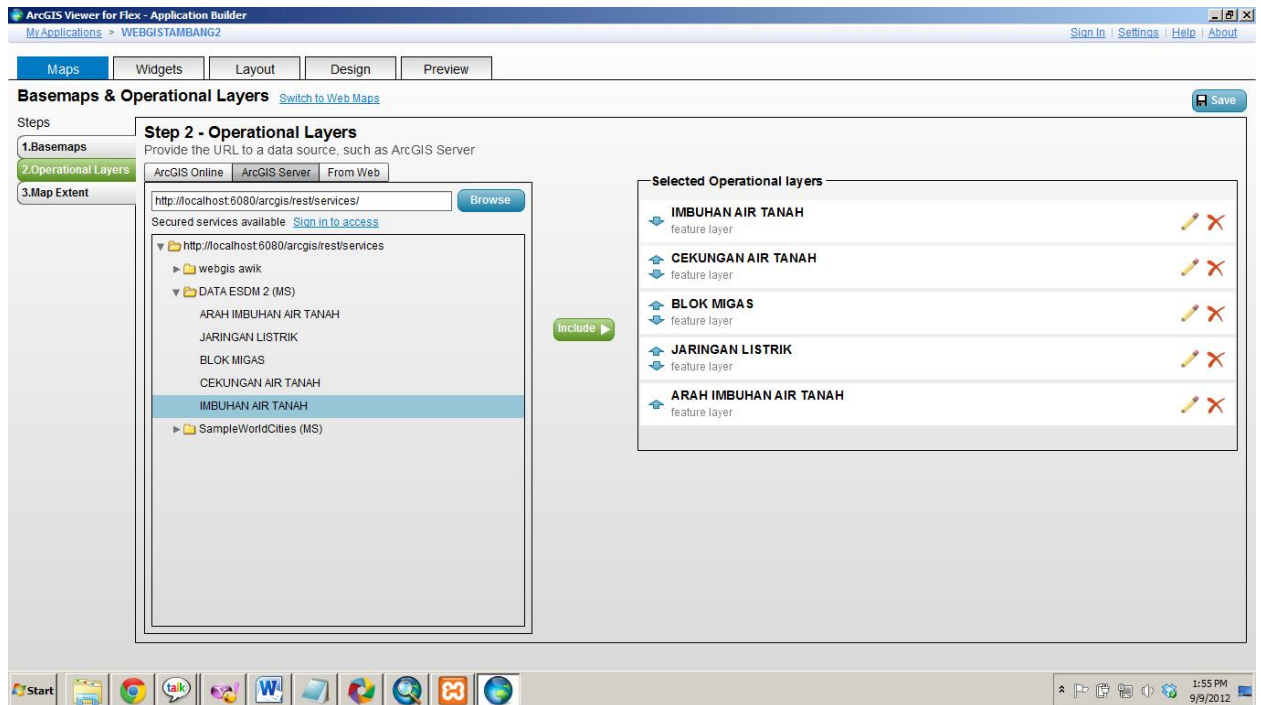 ArcGIS Viewer for Flex - Application Builder
My Applications > WEBGISTAMBANG2
Sign In | Settings | Help | About
Maps Widgets Layout Design Preview
Basemaps & Operational Layers Switch to Web Maps
Save
Steps
1.Basemaps
2.Operational Layers
3.Map Extent
Step 2 - Operational Layers
Provide the URL to a data source, such as ArcGIS Server
ArcGIS Online ArcGIS Server From Web
http://localhost:6080/arcgis/rest/services/ Browse
Secured services available Sign in to access
http://localhost:6080/arcgis/rest/services
webgis awik
DATA ESDM 2 (MS)
ARAH IMBUHAN AIR TANAH
JARINGAN LISTRIK
BLOK MIGAS
CEKUNGAN AIR TANAH
IMBUHAN AIR TANAH
SampleWorldCities (MS)
Include
Selected Operational layers
IMBUHAN AIR TANAH
feature layer
CEKUNGAN AIR TANAH
feature layer
BLOK MIGAS
feature layer
JARINGAN LISTRIK
feature layer
ARAH IMBUHAN AIR TANAH
feature layer
Start
talk
1:55 PM
9/9/2012